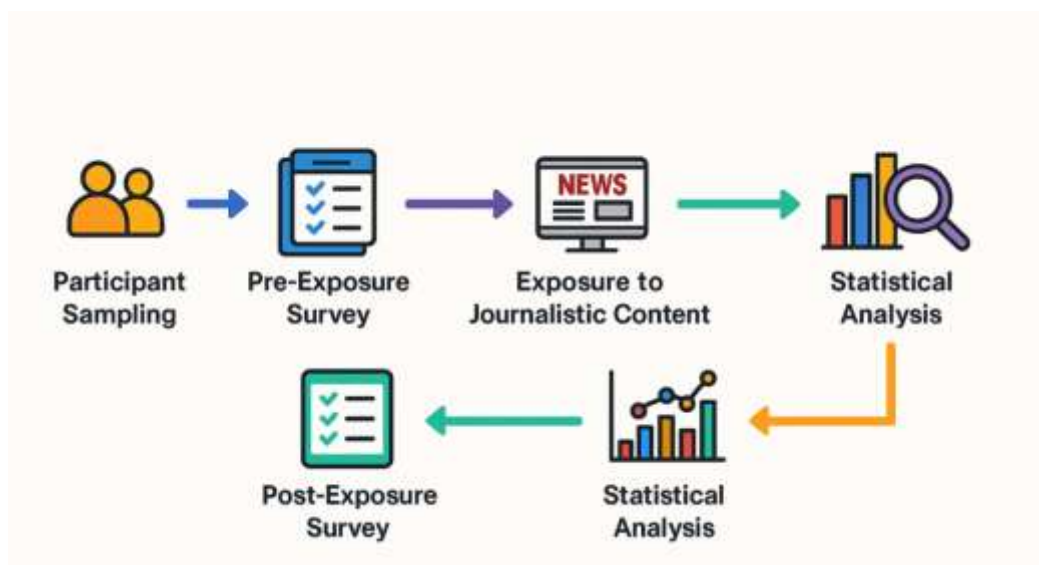 NEWS
Participant
Sampling
Pre-Exposure
Survey
Exposure to
Journalistic Content
Statistical
Analysis
Post-Exposure
Survey
Statistical
Analysis